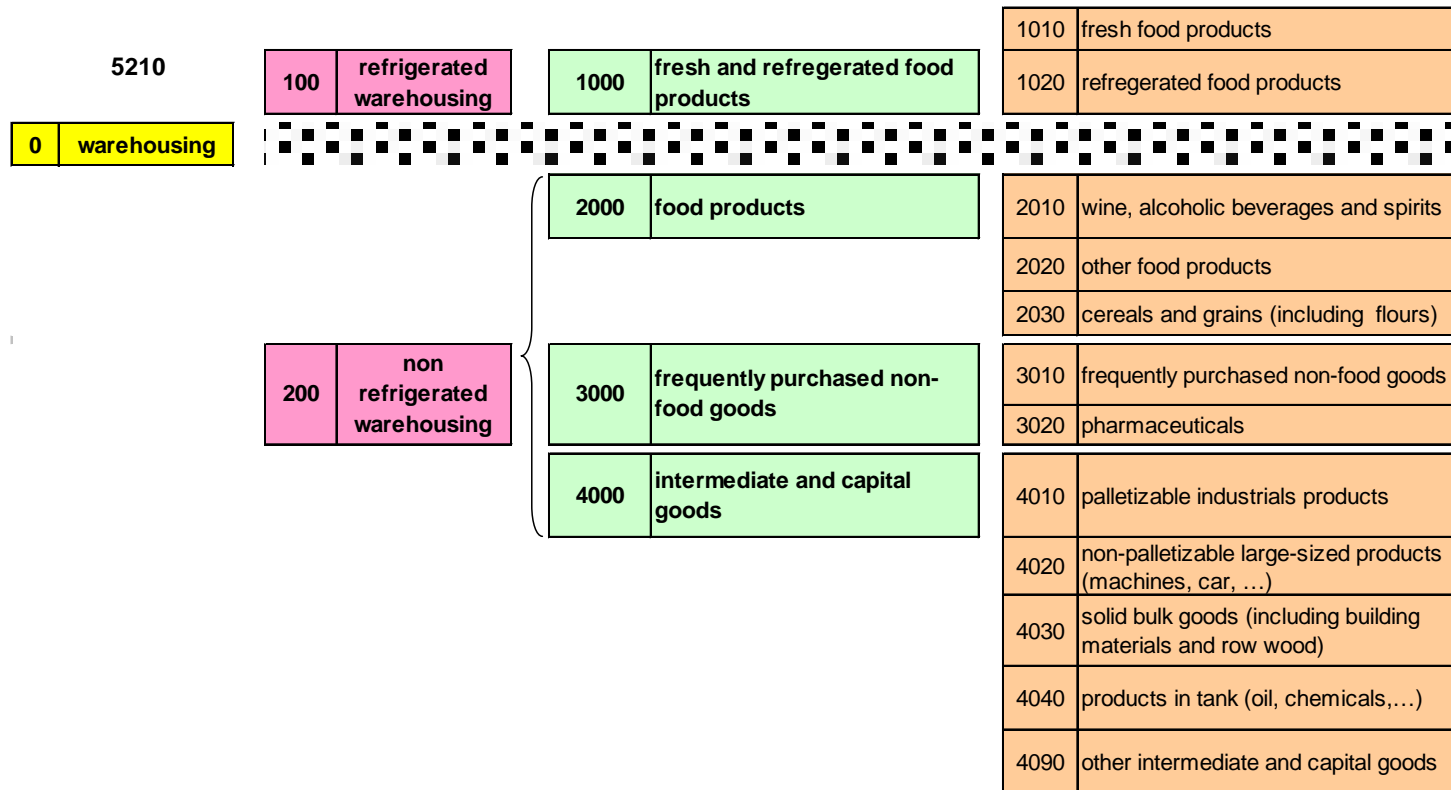 5210
0 warehousing
100 refrigerated
warehousing
1000 fresh and refregerated food
products
1010 fresh food products
1020 refregerated food products
2000 food products
2010 wine, alcoholic beverages and spirits
2020 other food products
2030 cereals and grains (including flours)
200 non
refrigerated
warehousing
3000 frequently purchased non-
food goods
3010 frequently purchased non-food goods
3020 pharmaceuticals
4000 intermediate and capital
goods
4010 palletizable industrials products
4020 non-palletizable large-sized products
(machines, car, …)
4030 solid bulk goods (including building
materials and row wood)
4040 products in tank (oil, chemicals,…)
4090 other intermediate and capital goods